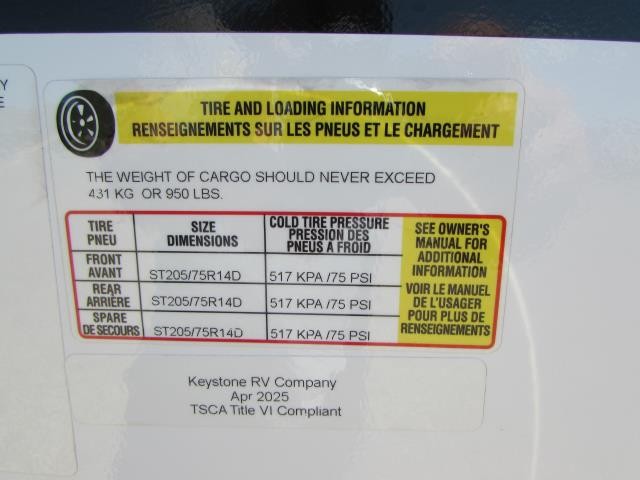 TIRE AND LOADING INFORMATION
RENSEIGNEMENTS SUR LES PNEUS ET LE CHARGEMENT
THE WEIGHT OF CARGO SHOULD NEVER EXCEED
431 KG OR 950 LBS.
TIRE PNEU
SIZE DIMENSIONS
COLD TIRE PRESSURE PRESSION DES PNEUS A FROID
SEE OWNER'S
MANUAL FOR
ADDITIONAL
INFORMATION
VOIR LE MANUEL
DE L'USAGER
POUR PLUS DE
RENSEIGNEMENTS
FRONT AVANT ST205/75R14D 517 KPA /75 PSI
REAR ARRIÈRE ST205/75R14D 517 KPA /75 PSI
SPARE DE SECOURS ST205/75R14D 517 KPA /75 PSI
Keystone RV Company
Apr 2025
TSCA Title VI Compliant